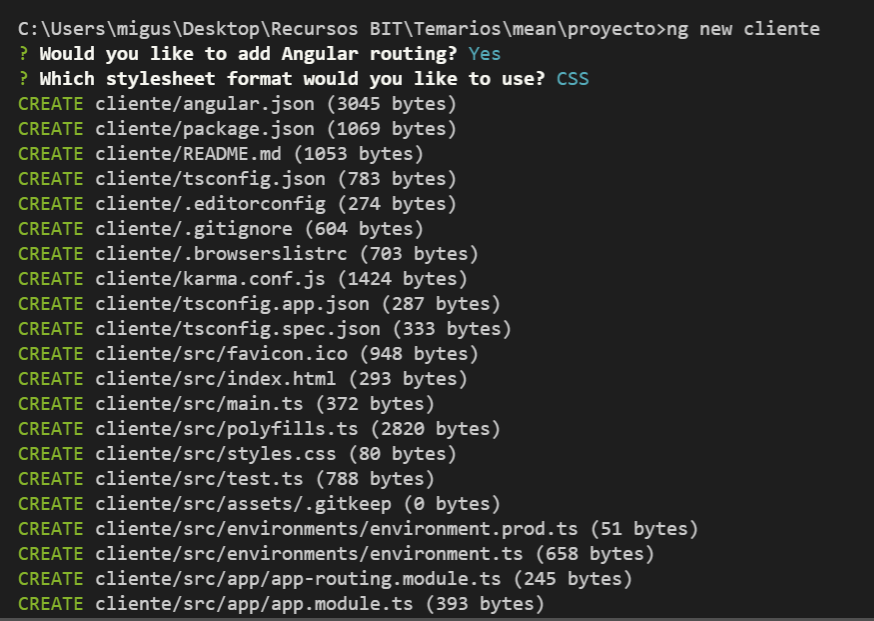 C:\Users\migus\Desktop\Recursos BIT\Temarios\mean\proyecto>ng new cliente
? Would you like to add Angular routing? Yes
? Which stylesheet format would you like to use? CSS
CREATE cliente/angular.json (3045 bytes)
CREATE cliente/package.json (1069 bytes)
CREATE cliente/README.md (1053 bytes)
CREATE cliente/tsconfig.json (783 bytes)
CREATE cliente/.editorconfig (274 bytes)
CREATE cliente/.gitignore (604 bytes)
CREATE cliente/.browserslistrc (703 bytes)
CREATE cliente/karma.conf.js (1424 bytes)
CREATE cliente/tsconfig.app.json (287 bytes)
CREATE cliente/tsconfig.spec.json (333 bytes)
CREATE cliente/src/favicon.ico (948 bytes)
CREATE cliente/src/index.html (293 bytes)
CREATE cliente/src/main.ts (372 bytes)
CREATE cliente/src/polyfills.ts (2820 bytes)
CREATE cliente/src/styles.css (80 bytes)
CREATE cliente/src/test.ts (788 bytes)
CREATE cliente/src/assets/.gitkeep (0 bytes)
CREATE cliente/src/environments/environment.prod.ts (51 bytes)
CREATE cliente/src/environments/environment.ts (658 bytes)
CREATE cliente/src/app/app-routing.module.ts (245 bytes)
CREATE cliente/src/app/app.module.ts (393 bytes)